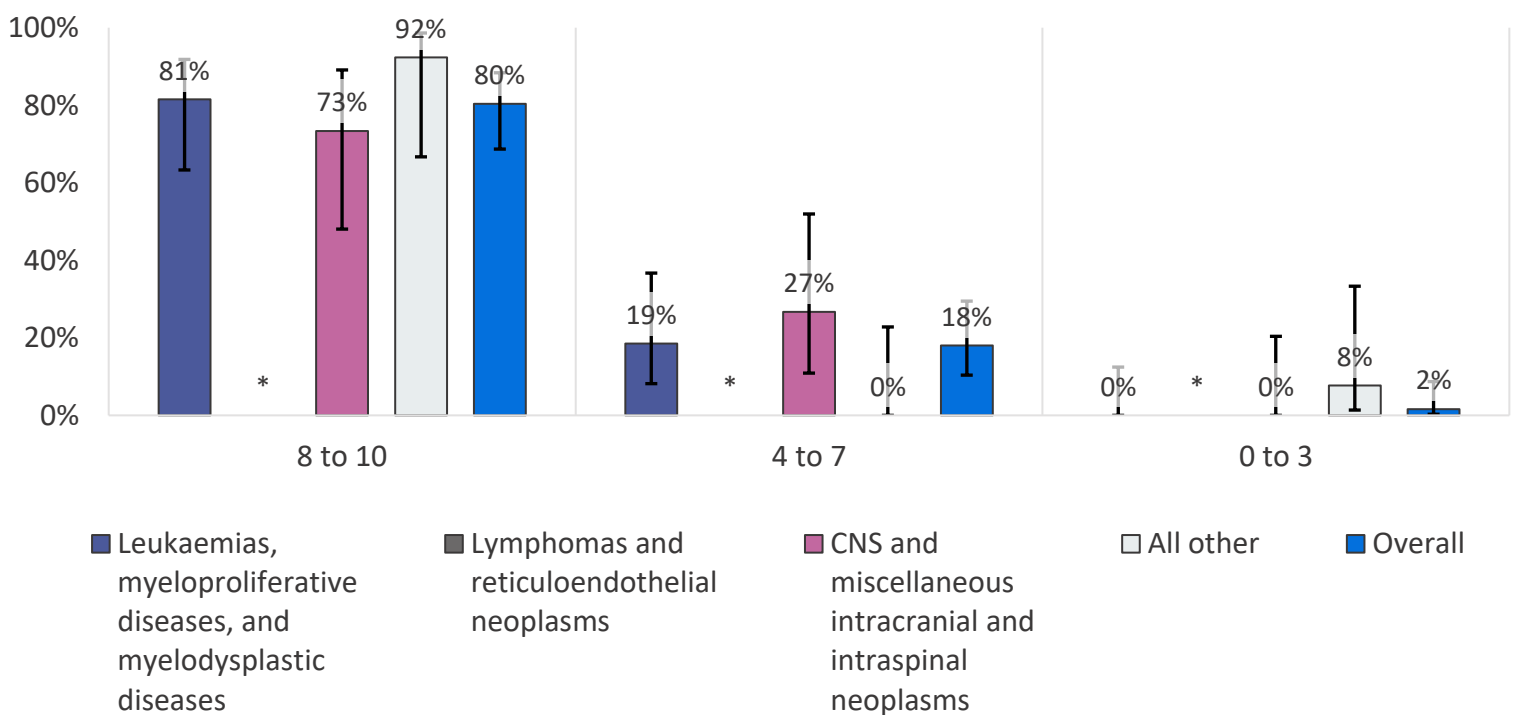 100%
80%
60%
40%
20%
0%
81%
*
73%
92%
80%
19%
*
27%
0%
18%
0%
*
0%
8%
2%
8 to 10
4 to 7
0 to 3
Leukaemias,
myeloproliferative
diseases, and
myelodysplastic
diseases
Lymphomas and
reticuloendothelial
neoplasms
CNS and
miscellaneous
intracranial and
intraspinal
neoplasms
All other
Overall